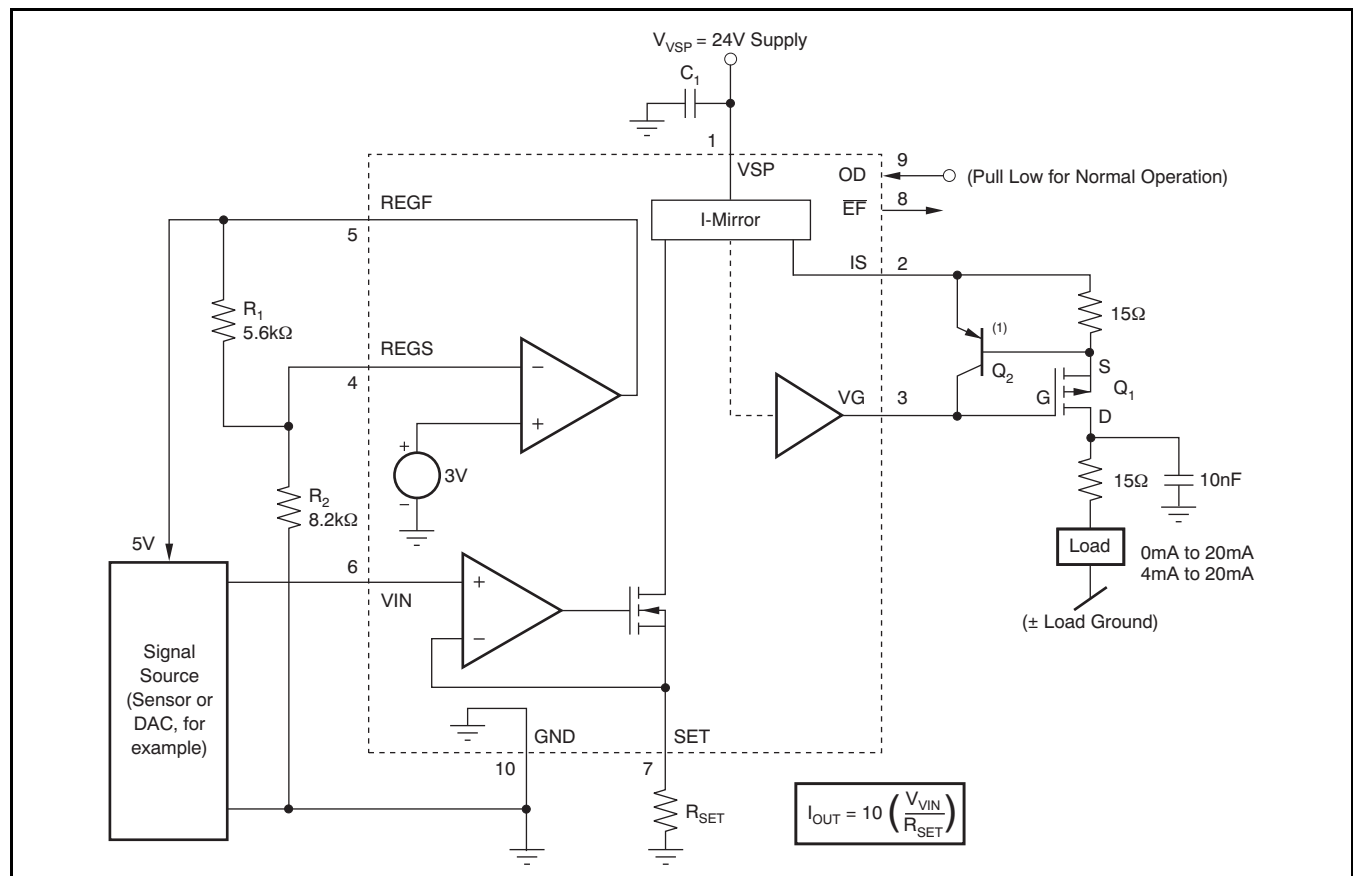 V_VSP = 24V Supply
C_1
1
VSP
9
OD
(Pull Low for Normal Operation)
8
E̅F̅
REGF
5
I-Mirror
IS
2
R_1
5.6kΩ
15Ω
(1)
REGS
4
−
+
Q_2
S
Q_1
G
D
VG
3
+
3V
−
15Ω
10nF
R_2
8.2kΩ
5V
Load
0mA to 20mA
4mA to 20mA
6
VIN
+
−
(± Load Ground)
Signal
Source
(Sensor or
DAC, for
example)
GND
SET
10
7
R_SET
I_OUT = 10 (V_VIN / R_SET)